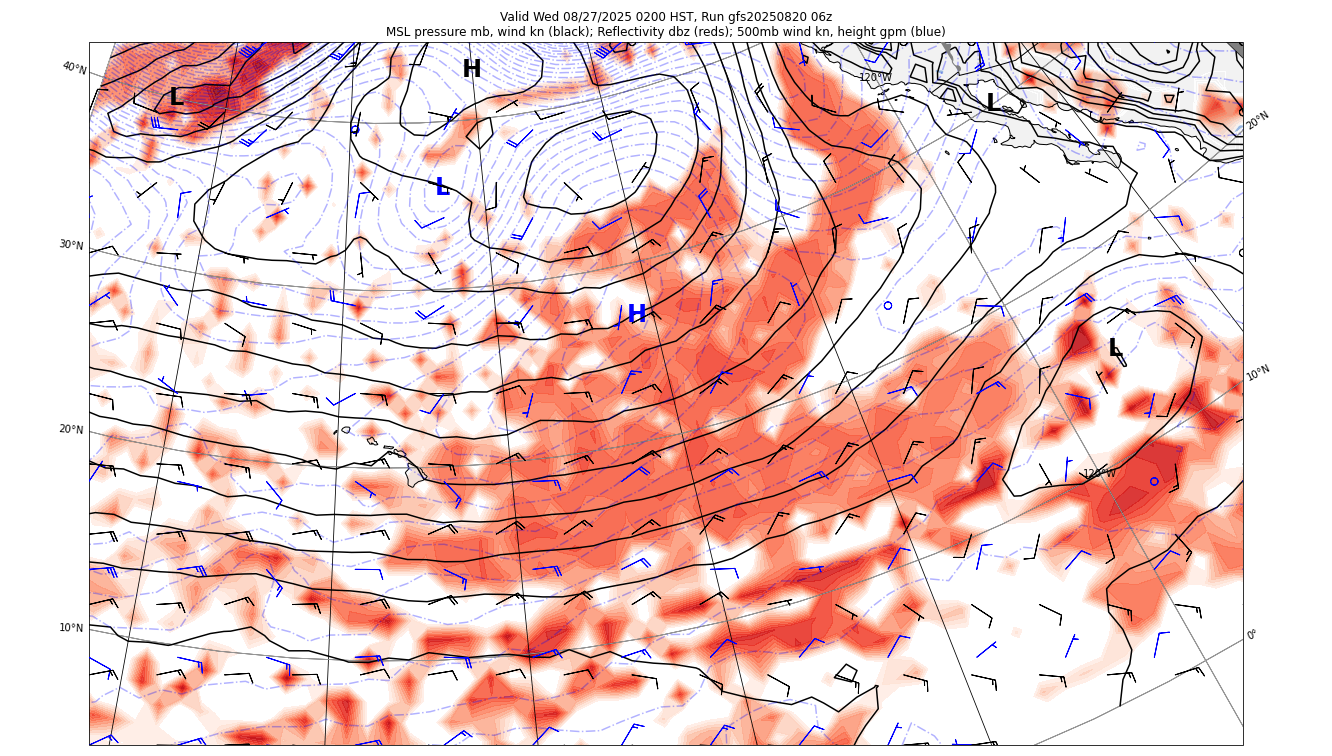 Valid Wed 08/27/2025 0200 HST, Run gfs20250820 06z
MSL pressure mb, wind kn (black); Reflectivity dbz (reds); 500mb wind kn, height gpm (blue)
40°N
H
120°W
L
L
20°N
L
30°N
H
L
10°N
20°N
120°W
10°N
0°